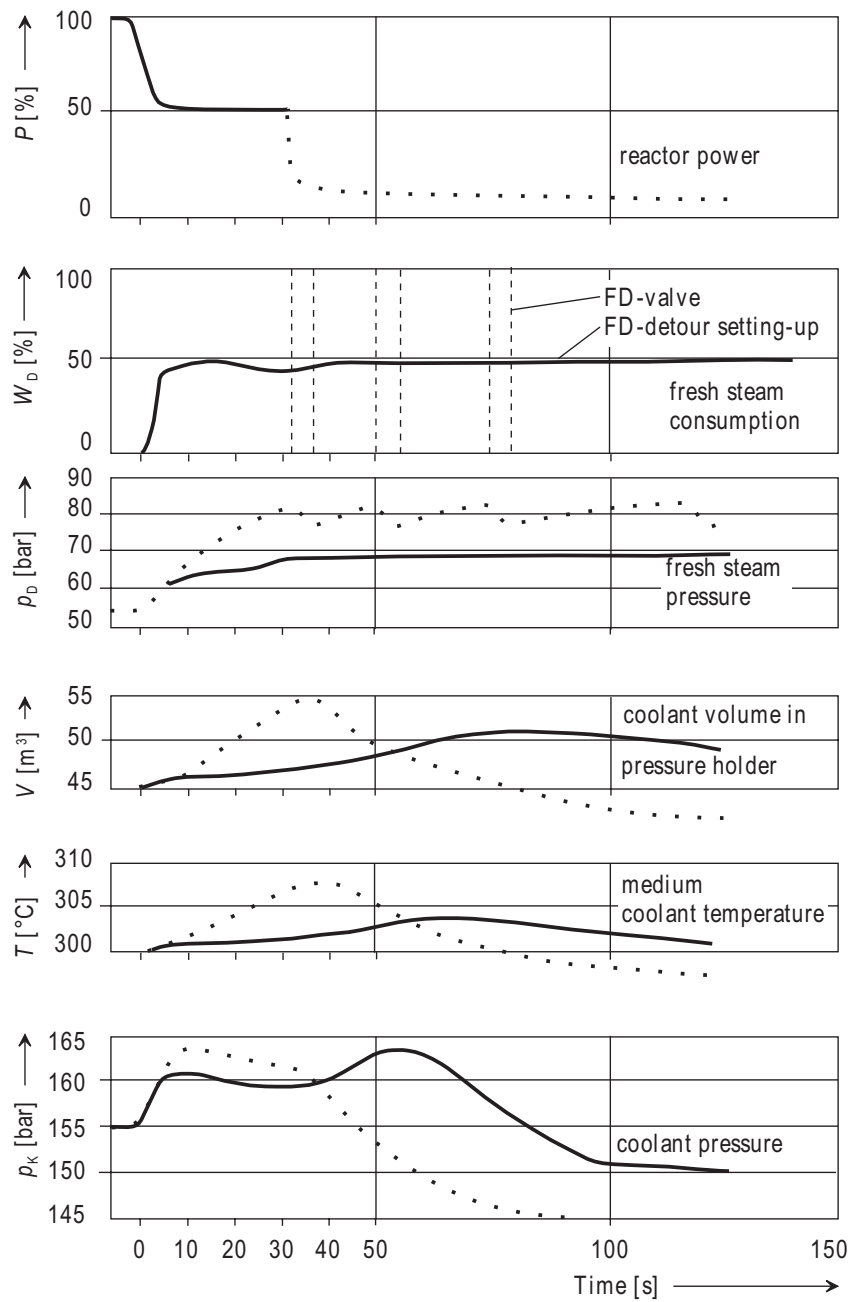 100
50
0
P [%]
reactor power
100
50
0
W D [%]
FD-valve
FD-detour setting-up
fresh steam
consumption
90
80
70
60
50
p D [bar]
fresh steam
pressure
55
50
45
V [m³]
coolant volume in
pressure holder
310
305
300
T [°C]
medium
coolant temperature
165
160
155
150
145
p K [bar]
coolant pressure
0 10 20 30 40 50 100 150
Time [s]